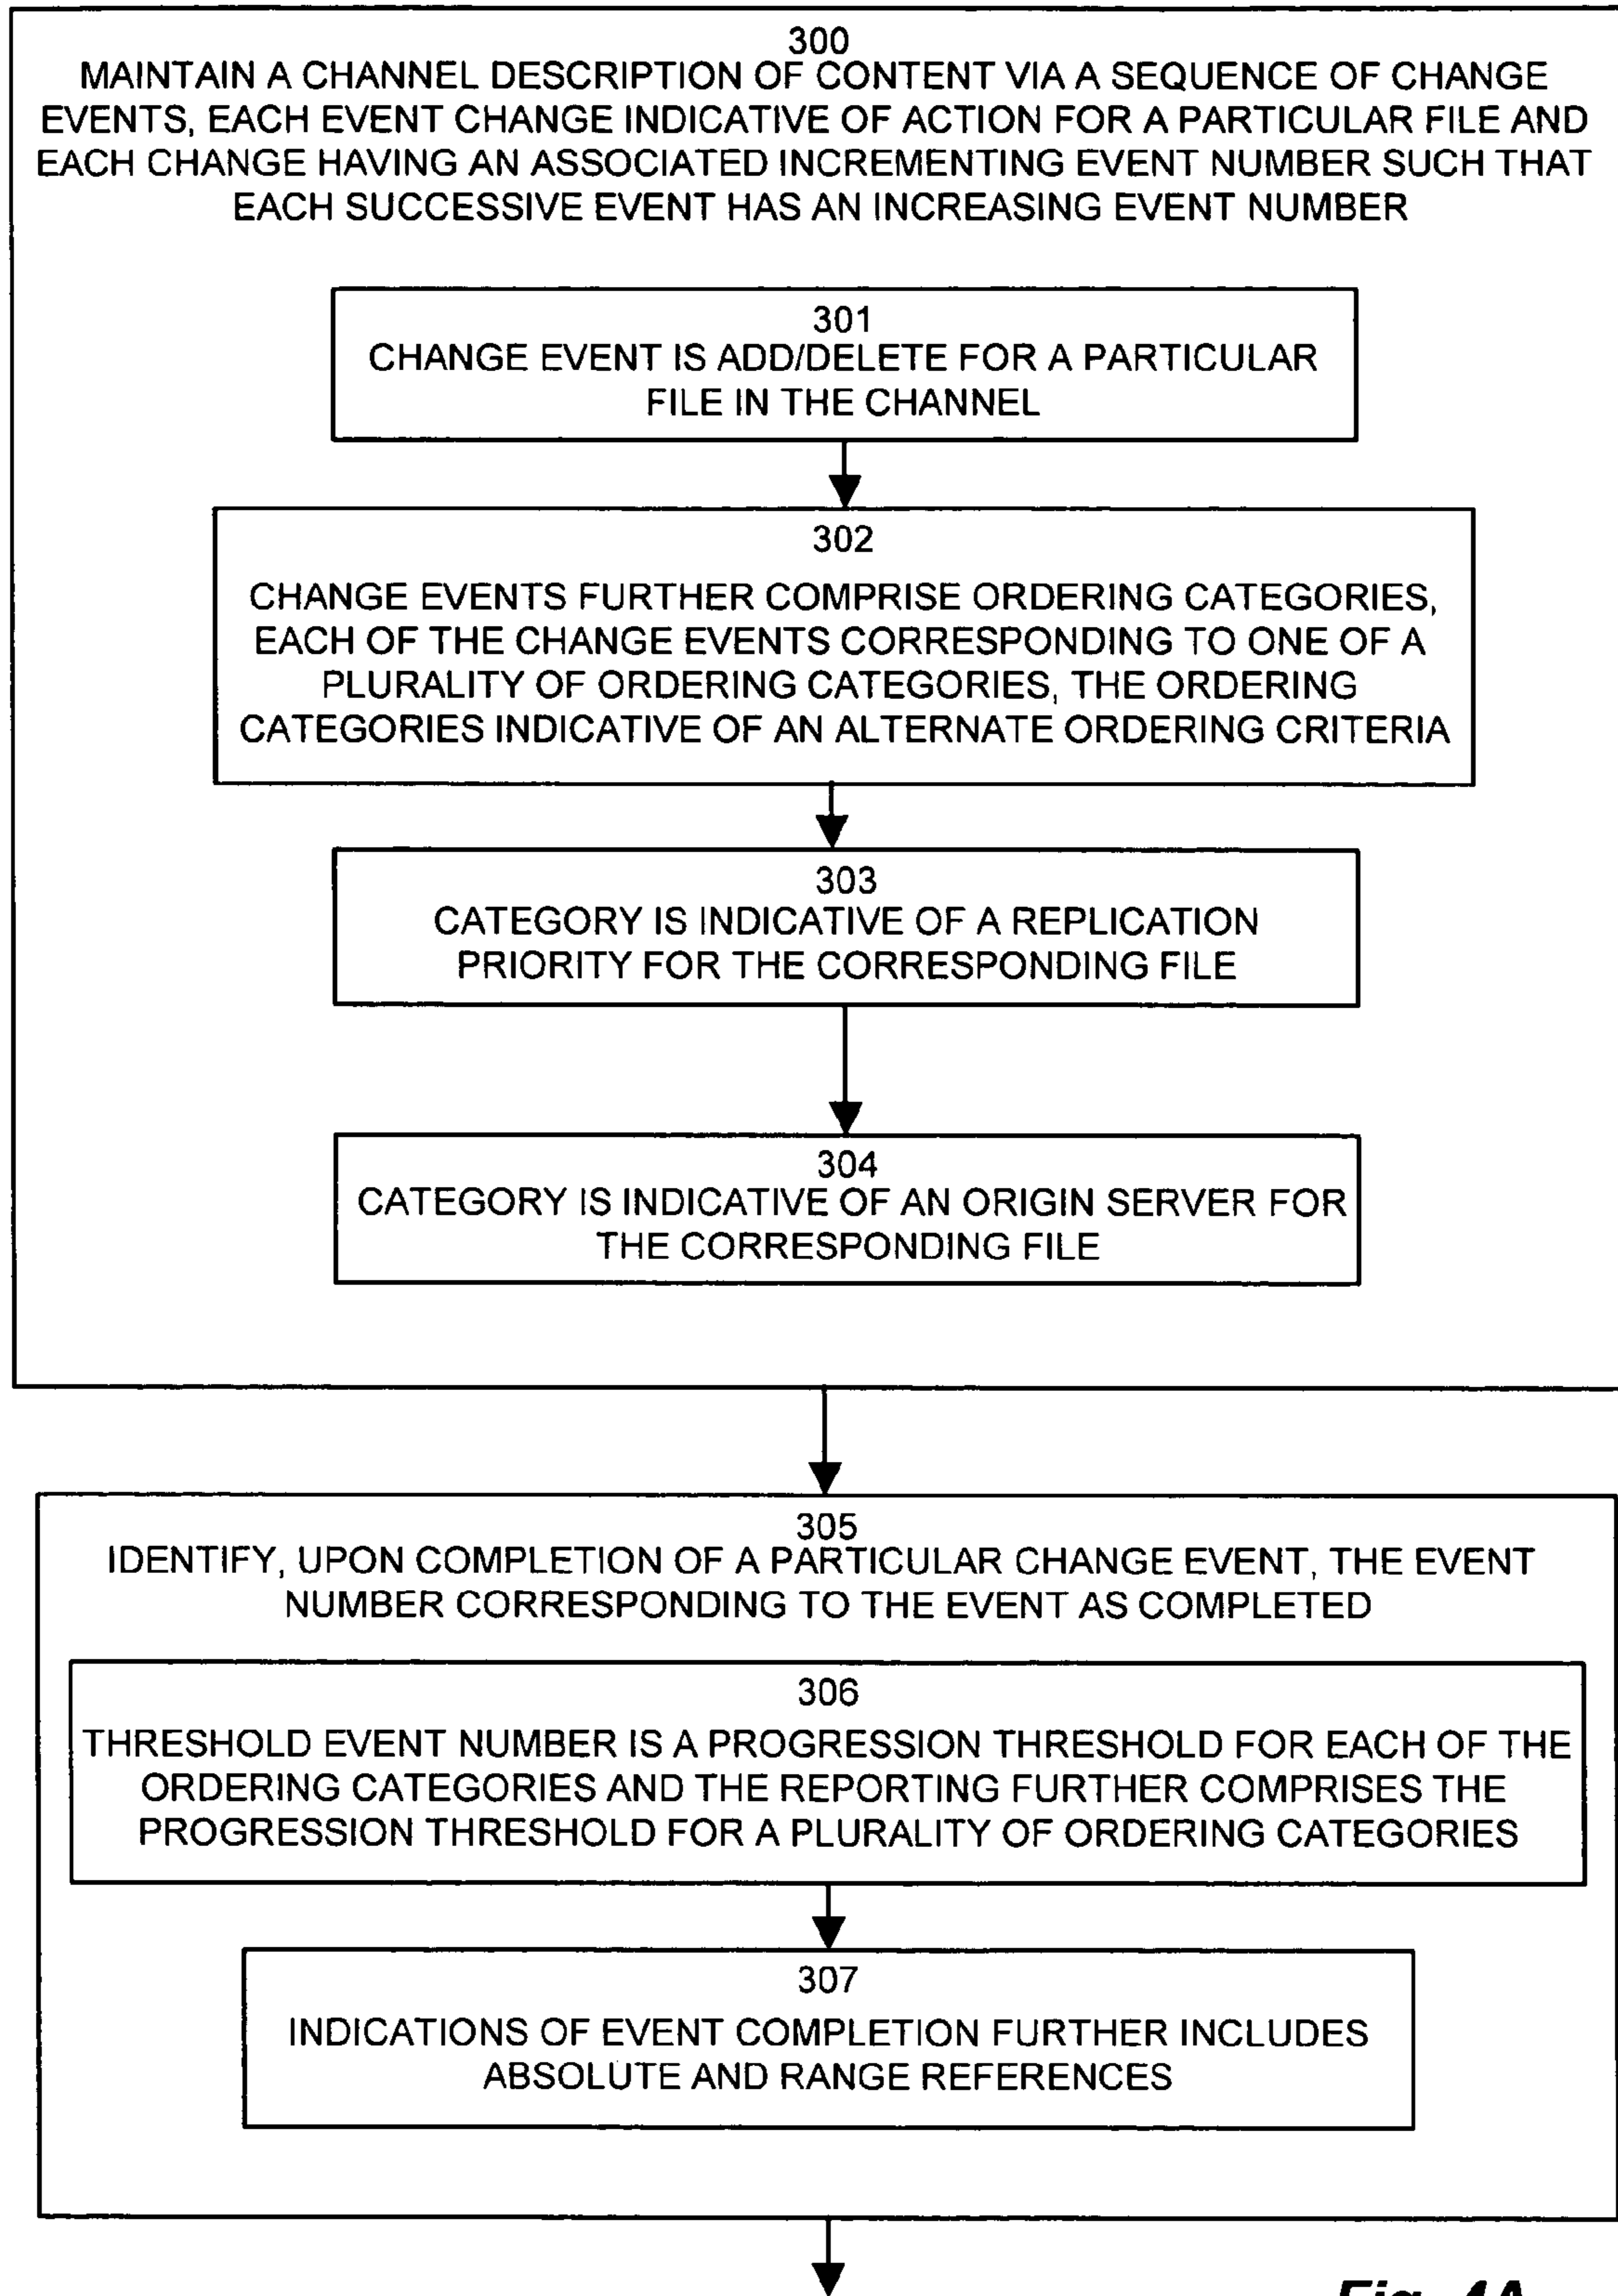 300
MAINTAIN A CHANNEL DESCRIPTION OF CONTENT VIA A SEQUENCE OF CHANGE
EVENTS, EACH EVENT CHANGE INDICATIVE OF ACTION FOR A PARTICULAR FILE AND
EACH CHANGE HAVING AN ASSOCIATED INCREMENTING EVENT NUMBER SUCH THAT
EACH SUCCESSIVE EVENT HAS AN INCREASING EVENT NUMBER
301
CHANGE EVENT IS ADD/DELETE FOR A PARTICULAR
FILE IN THE CHANNEL
302
CHANGE EVENTS FURTHER COMPRISE ORDERING CATEGORIES,
EACH OF THE CHANGE EVENTS CORRESPONDING TO ONE OF A
PLURALITY OF ORDERING CATEGORIES, THE ORDERING
CATEGORIES INDICATIVE OF AN ALTERNATE ORDERING CRITERIA
303
CATEGORY IS INDICATIVE OF A REPLICATION
PRIORITY FOR THE CORRESPONDING FILE
304
CATEGORY IS INDICATIVE OF AN ORIGIN SERVER FOR
THE CORRESPONDING FILE
305
IDENTIFY, UPON COMPLETION OF A PARTICULAR CHANGE EVENT, THE EVENT
NUMBER CORRESPONDING TO THE EVENT AS COMPLETED
306
THRESHOLD EVENT NUMBER IS A PROGRESSION THRESHOLD FOR EACH OF THE
ORDERING CATEGORIES AND THE REPORTING FURTHER COMPRISES THE
PROGRESSION THRESHOLD FOR A PLURALITY OF ORDERING CATEGORIES
307
INDICATIONS OF EVENT COMPLETION FURTHER INCLUDES
ABSOLUTE AND RANGE REFERENCES
Fig. 4A